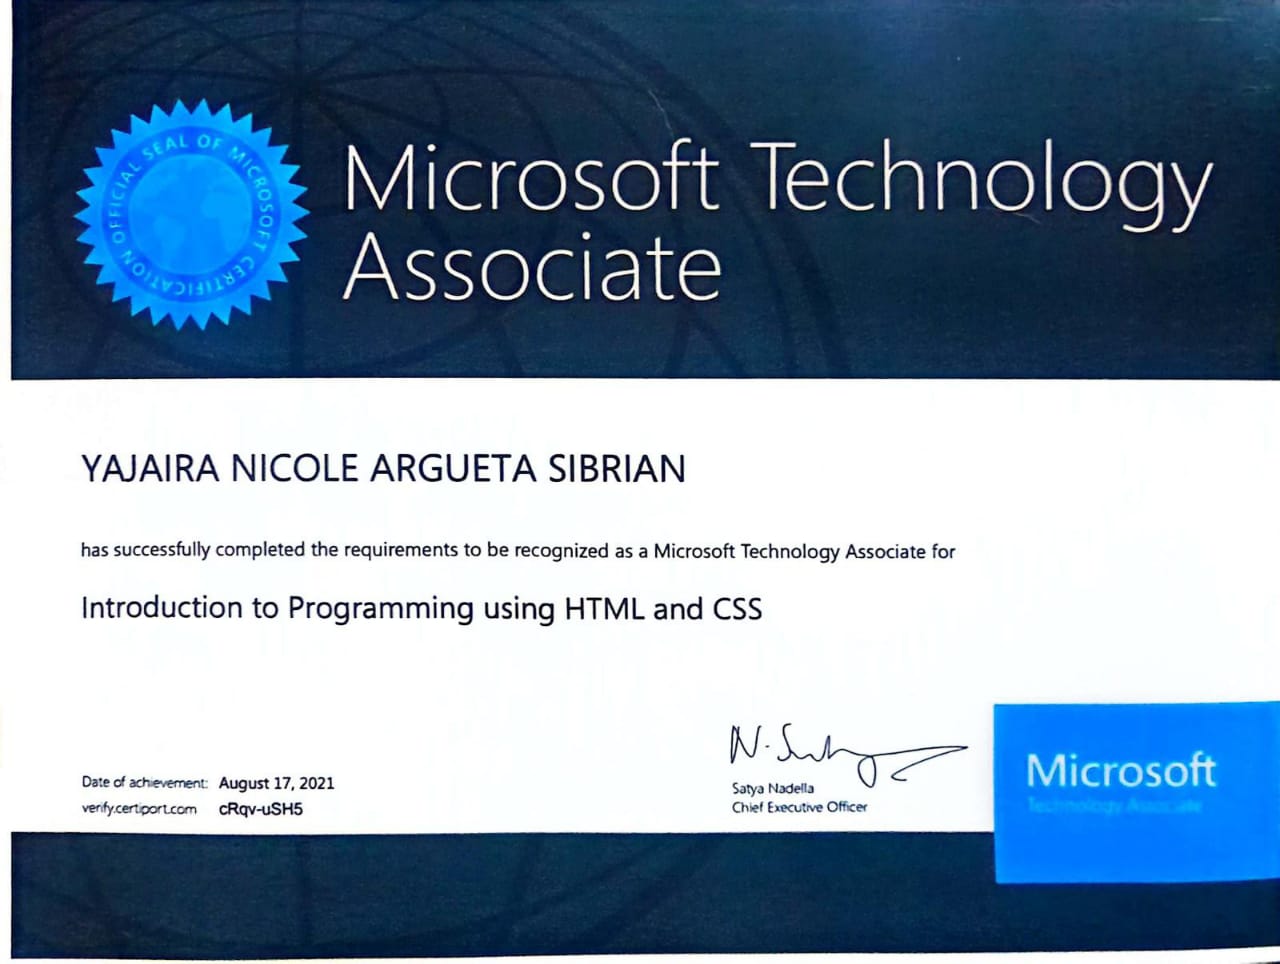 OFFICIAL SEAL OF MICROSOFT CERTIFICATION
Microsoft Technology
Associate
YAJAIRA NICOLE ARGUETA SIBRIAN
has successfully completed the requirements to be recognized as a Microsoft Technology Associate for
Introduction to Programming using HTML and CSS
Date of achievement: August 17, 2021
verify.certiport.com cRqv-uSH5
N. Satya
Satya Nadella
Chief Executive Officer
Microsoft
Technology Associate